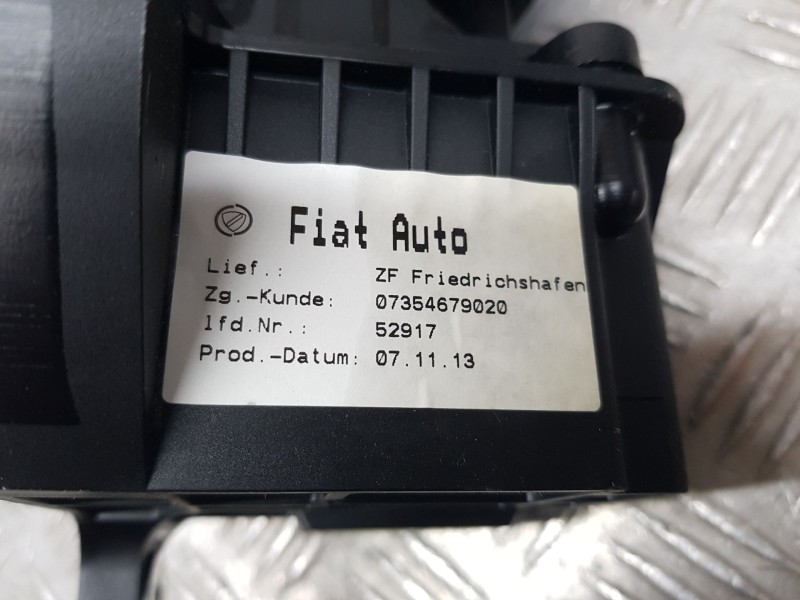 Fiat Auto
Lief.: ZF Friedrichshafen
Zg.-Kunde: 07354679020
lfd.Nr.: 52917
Prod.-Datum: 07.11.13